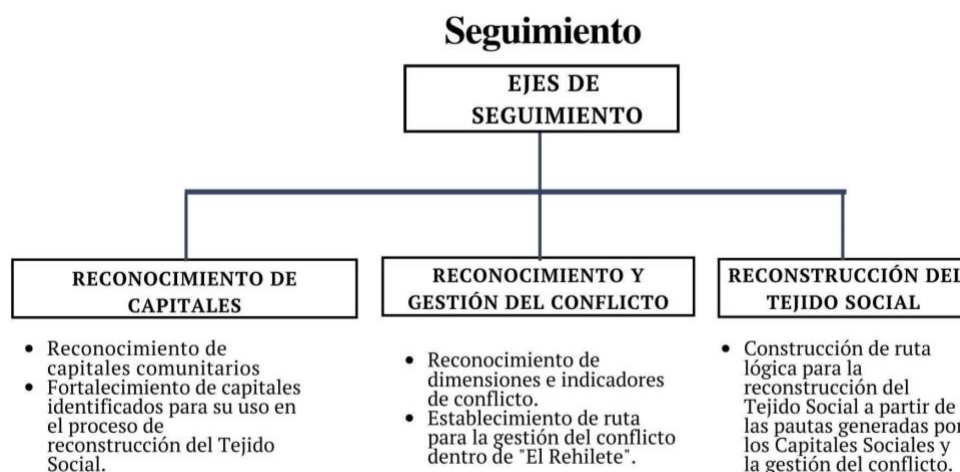 Seguimiento
EJES DE
SEGUIMIENTO
RECONOCIMIENTO DE
CAPITALES
• Reconocimiento de
capitales comunitarios
• Fortalecimiento de capitales
identificados para su uso en
el proceso de
reconstrucción del Tejido
Social.
RECONOCIMIENTO Y
GESTIÓN DEL CONFLICTO
• Reconocimiento de
dimensiones e indicadores
de conflicto.
• Establecimiento de ruta
para la gestión del conflicto
dentro de "El Rehilete".
RECONSTRUCCIÓN DEL
TEJIDO SOCIAL
• Construcción de ruta
lógica para la
reconstrucción del
Tejido Social a partir de
las pautas generadas por
los Capitales Sociales y
la gestión del conflicto.